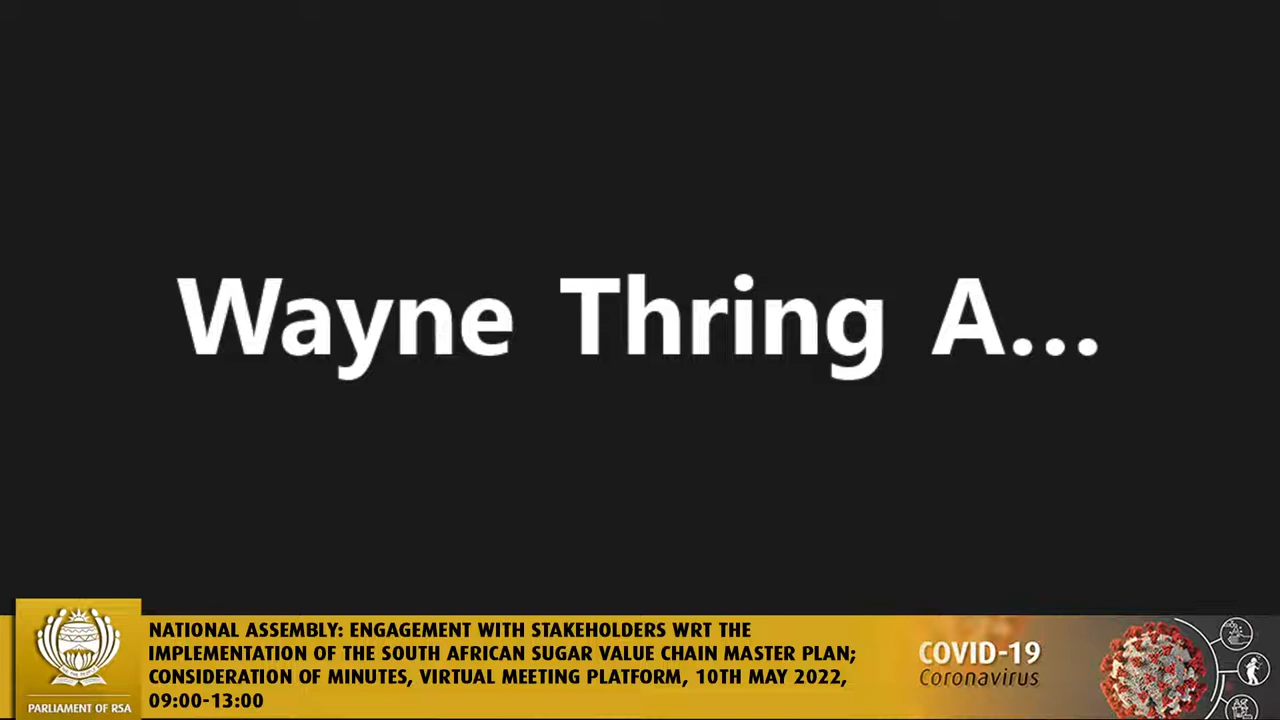 Wayne Thring A...
NATIONAL ASSEMBLY: ENGAGEMENT WITH STAKEHOLDERS WRT THE
IMPLEMENTATION OF THE SOUTH AFRICAN SUGAR VALUE CHAIN MASTER PLAN;
CONSIDERATION OF MINUTES, VIRTUAL MEETING PLATFORM, 10TH MAY 2022,
09:00-13:00
PARLIAMENT OF RSA
COVID-19
Coronavirus